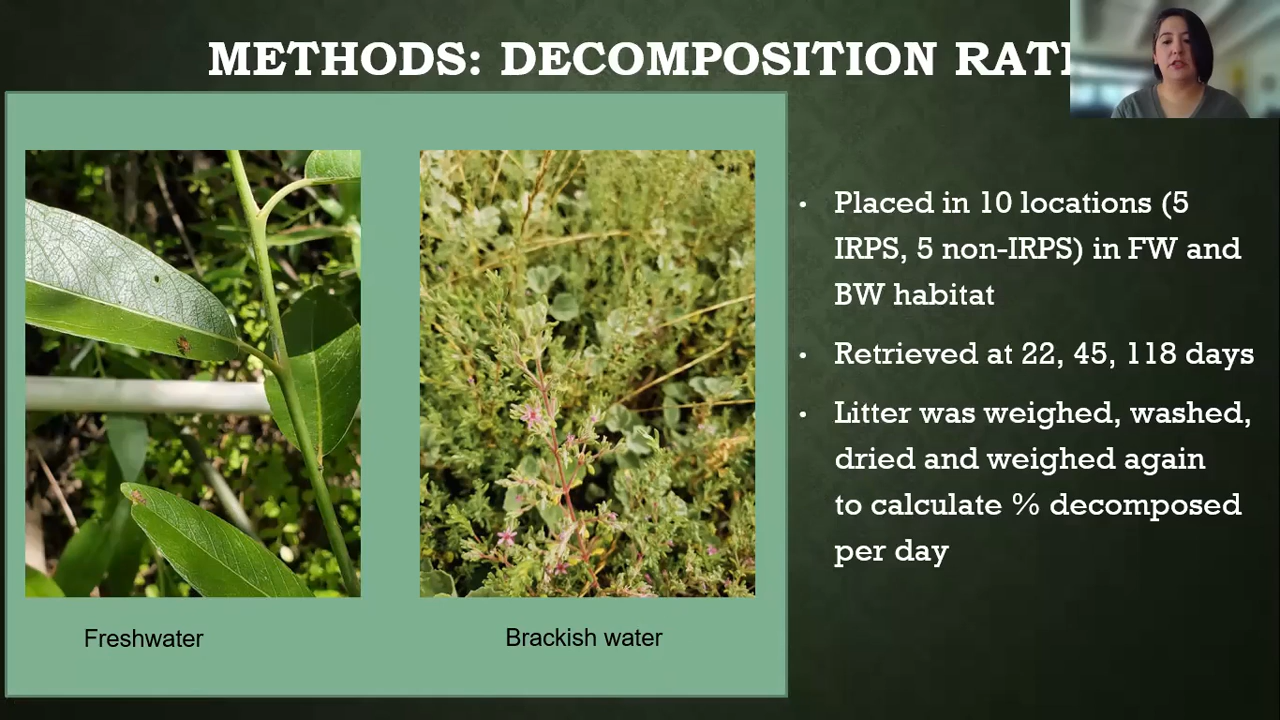 METHODS: DECOMPOSITION
Placed in 10 locations (5
IRPS, 5 non-IRPS) in FW and
BW habitat
Retrieved at 22, 45, 118 days
Litter was weighed, washed,
dried and weighed again
to calculate % decomposed
per day
Freshwater
Brackish water